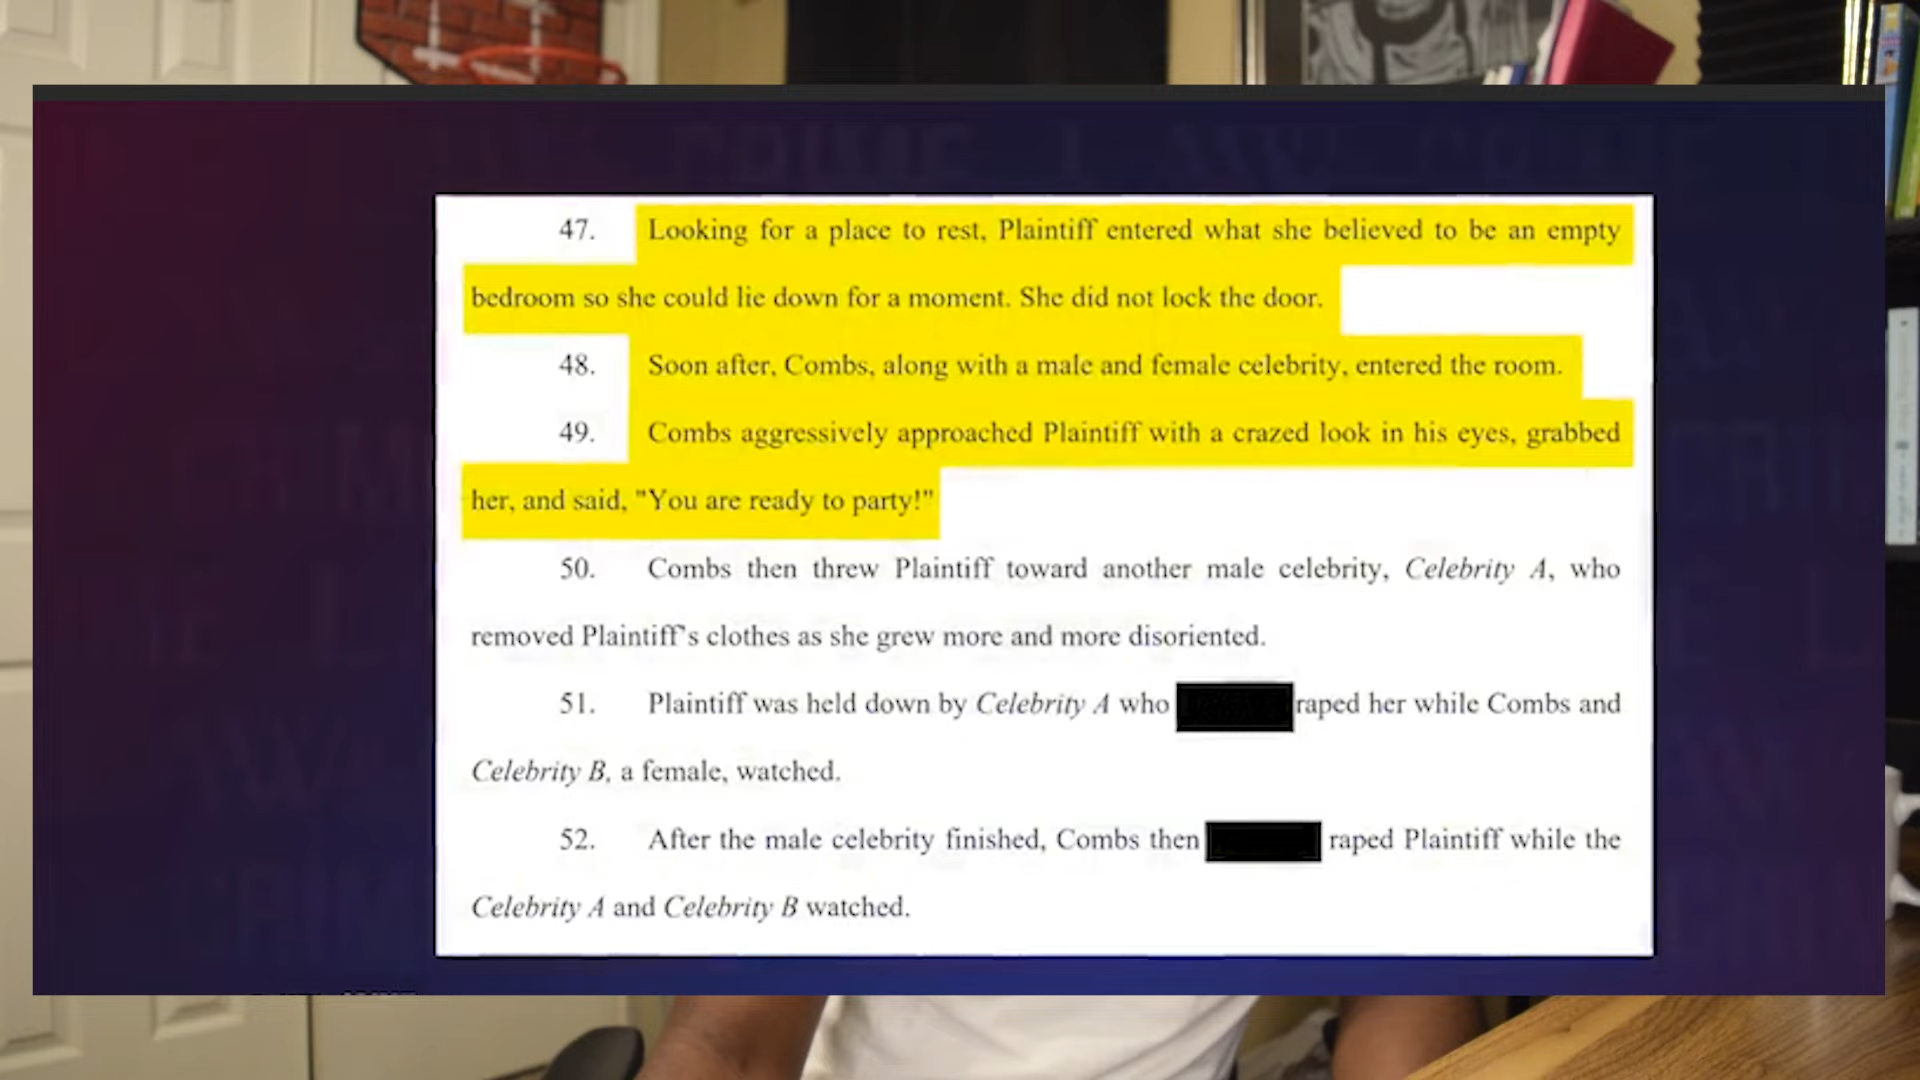 47. Looking for a place to rest, Plaintiff entered what she believed to be an empty
bedroom so she could lie down for a moment. She did not lock the door.
48. Soon after, Combs, along with a male and female celebrity, entered the room.
49. Combs aggressively approached Plaintiff with a crazed look in his eyes, grabbed
her, and said, "You are ready to party!"
50. Combs then threw Plaintiff toward another male celebrity, Celebrity A, who
removed Plaintiff's clothes as she grew more and more disoriented.
51. Plaintiff was held down by Celebrity A who raped her while Combs and
Celebrity B, a female, watched.
52. After the male celebrity finished, Combs then raped Plaintiff while the
Celebrity A and Celebrity B watched.